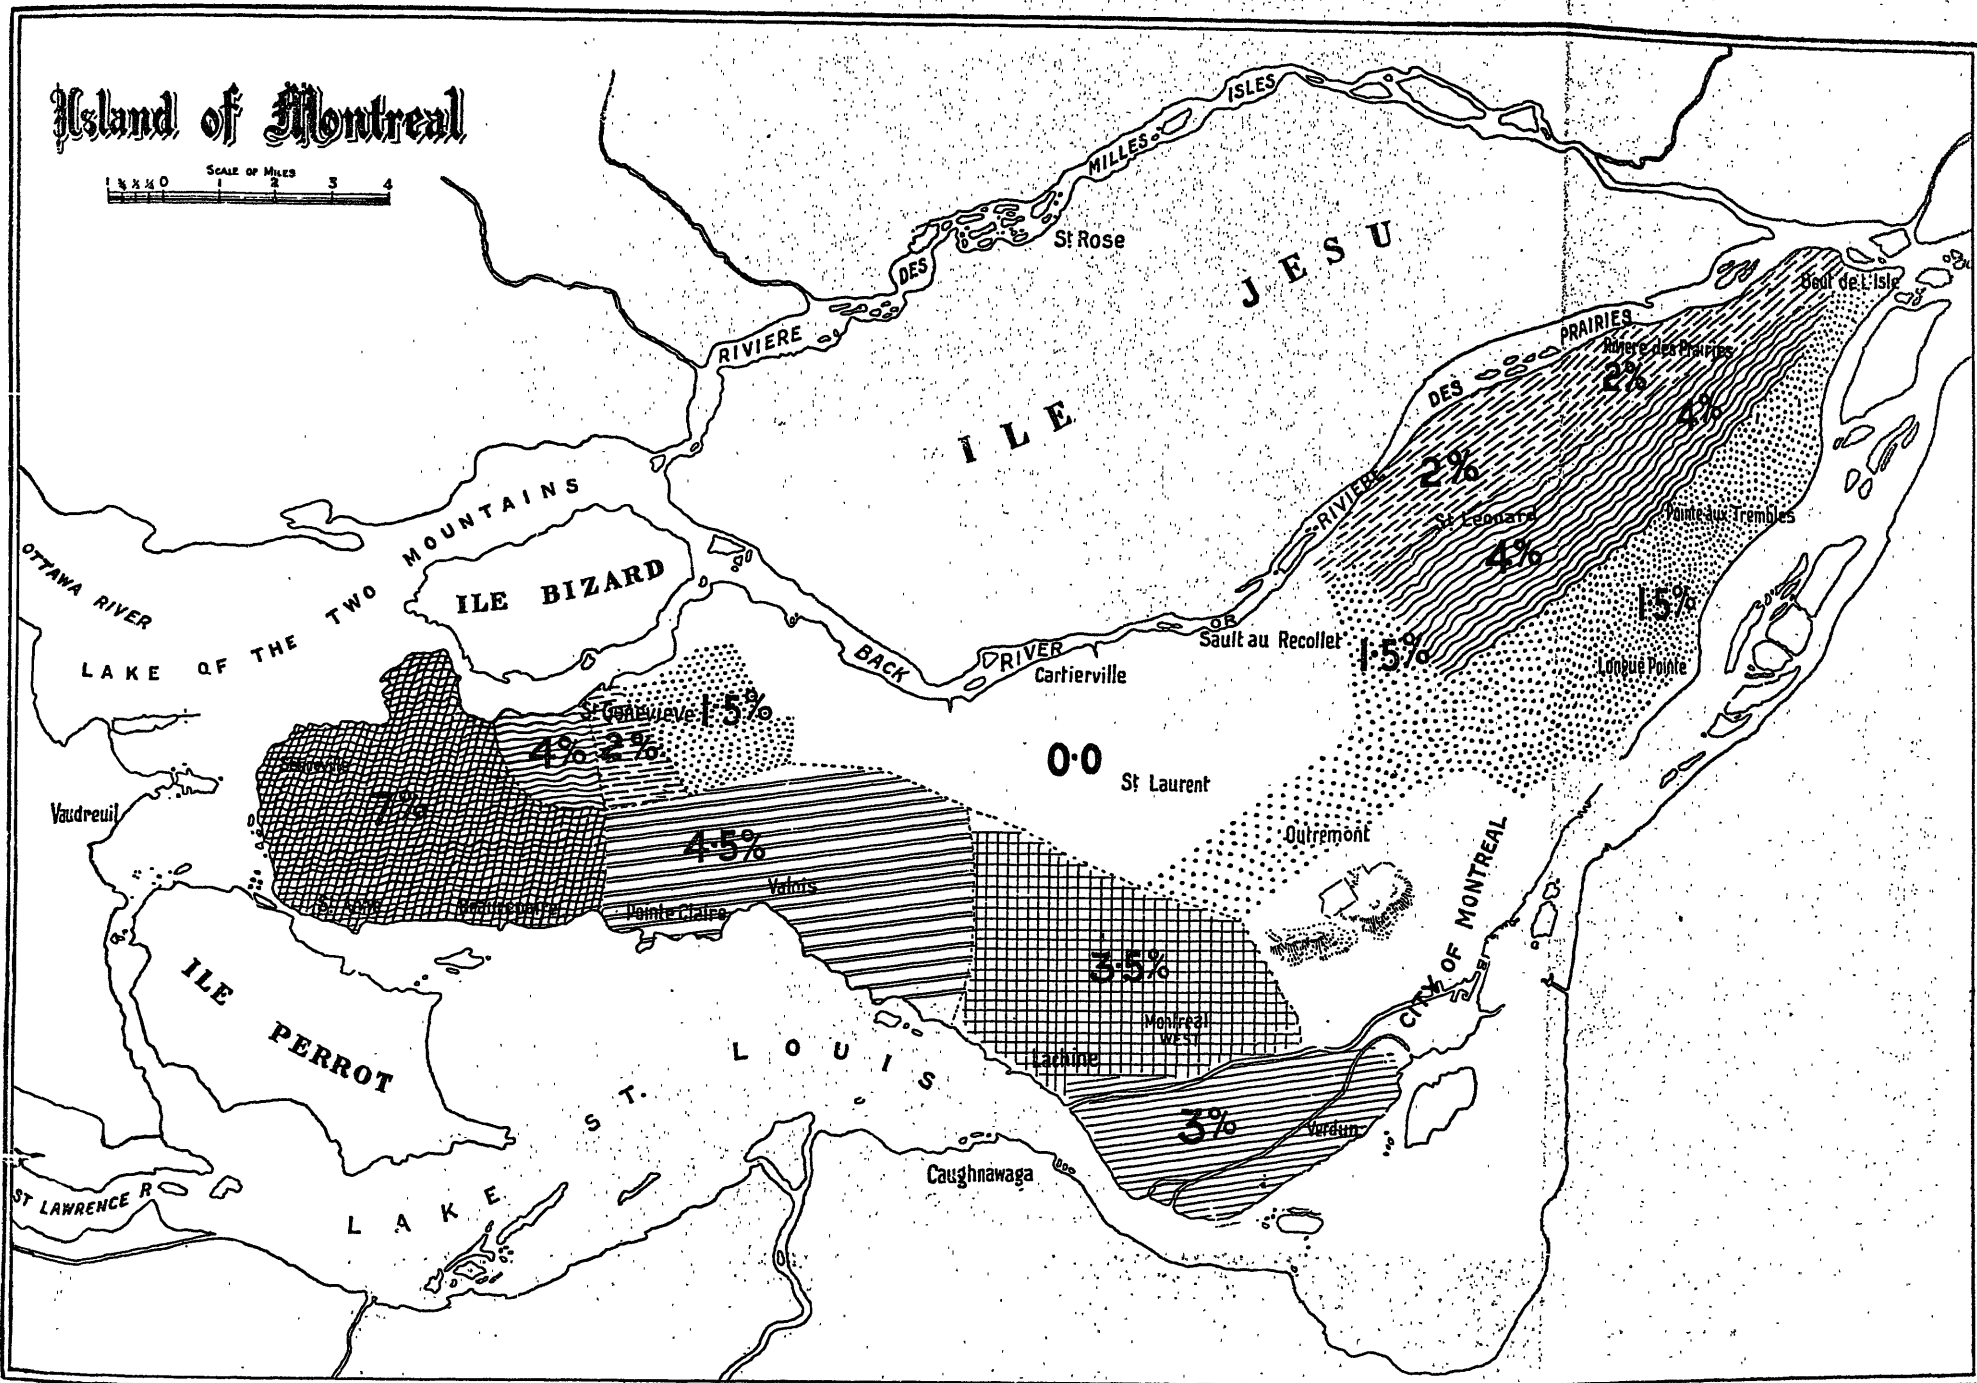 Island of Montreal
SCALE OF MILES
1 ¾ ½ ¼ 0 1 2 3 4
RIVIERE DES MILLES ISLES
St Rose
ILE JESU
Bout de L'Isle
RIVIERE DES PRAIRIES
Riviere des Prairies
2%
4%
2%
St Leonard
4%
Pointe aux Trembles
1·5%
Longue Pointe
1·5%
OTTAWA RIVER
LAKE OF THE TWO MOUNTAINS
ILE BIZARD
BACK RIVER OR
Sault au Recollet
Cartierville
St Genevieve
1·5%
4%
2%
0·0
St Laurent
Senneville
7%
Vaudreuil
4·5%
Valois
Outremont
St Anne
Beaurepaire
Pointe Claire
CITY OF MONTREAL
3·5%
Montreal
WEST
Lachine
ILE PERROT
3%
Verdun
LAKE ST. LOUIS
Caughnawaga
ST LAWRENCE R